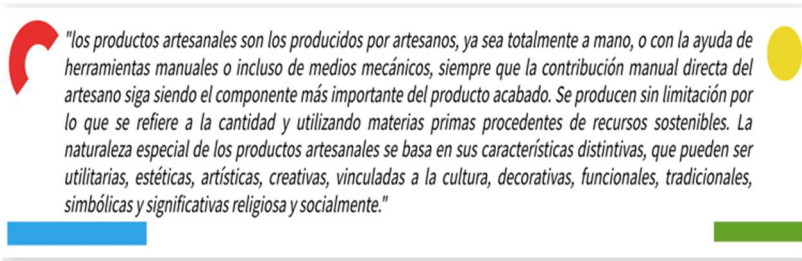 "los productos artesanales son los producidos por artesanos, ya sea totalmente a mano, o con la ayuda de
herramientas manuales o incluso de medios mecánicos, siempre que la contribución manual directa del
artesano siga siendo el componente más importante del producto acabado. Se producen sin limitación por
lo que se refiere a la cantidad y utilizando materias primas procedentes de recursos sostenibles. La
naturaleza especial de los productos artesanales se basa en sus características distintivas, que pueden ser
utilitarias, estéticas, artísticas, creativas, vinculadas a la cultura, decorativas, funcionales, tradicionales,
simbólicas y significativas religiosa y socialmente."